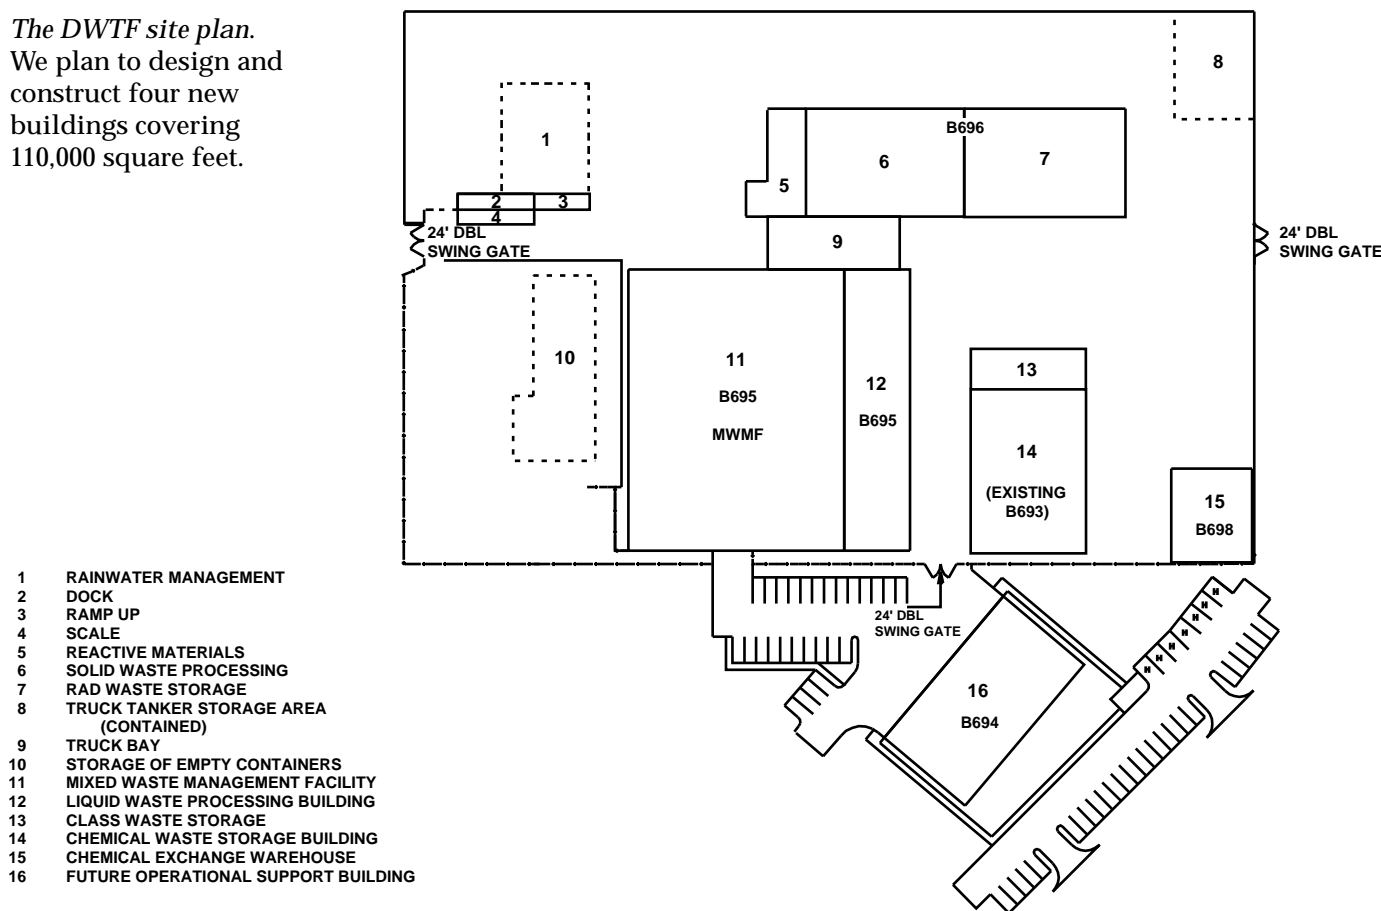 The DWTF site plan.
We plan to design and
construct four new
buildings covering
110,000 square feet.
8
B696
1
6
7
5
2
3
4
24' DBL
SWING GATE
9
24' DBL
SWING GATE
10
11
B695
MWMF
12
B695
13
14
(EXISTING
B693)
15
B698
24' DBL
SWING GATE
H
H
H
H
H
H
H
16
B694
1 RAINWATER MANAGEMENT
2 DOCK
3 RAMP UP
4 SCALE
5 REACTIVE MATERIALS
6 SOLID WASTE PROCESSING
7 RAD WASTE STORAGE
8 TRUCK TANKER STORAGE AREA
(CONTAINED)
9 TRUCK BAY
10 STORAGE OF EMPTY CONTAINERS
11 MIXED WASTE MANAGEMENT FACILITY
12 LIQUID WASTE PROCESSING BUILDING
13 CLASS WASTE STORAGE
14 CHEMICAL WASTE STORAGE BUILDING
15 CHEMICAL EXCHANGE WAREHOUSE
16 FUTURE OPERATIONAL SUPPORT BUILDING